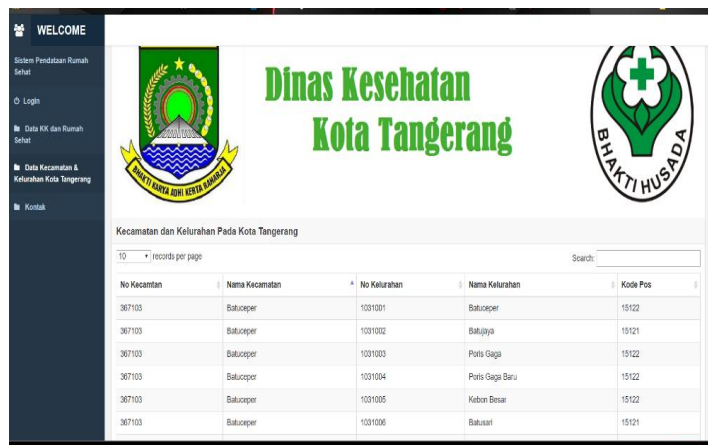 WELCOME
Sistem Pendataan Rumah
Sehat
Login
Data KK dan Rumah
Sehat
Data Kecamatan &
Kelurahan Kota Tangerang
Kontak
Dinas Kesehatan
Kota Tangerang
BHAKTI KARYA ADHI KERTA RAHARJA
BHAKTI HUSADA
Kecamatan dan Kelurahan Pada Kota Tangerang
10 records per page Search:
No Kecamtan Nama Kecamatan No Kelurahan Nama Kelurahan Kode Pos
367103 Batuceper 1031001 Batuceper 15122
367103 Batuceper 1031002 Batujaya 15121
367103 Batuceper 1031003 Poris Gaga 15122
367103 Batuceper 1031004 Poris Gaga Baru 15122
367103 Batuceper 1031005 Kebon Besar 15122
367103 Batuceper 1031006 Batusari 15121